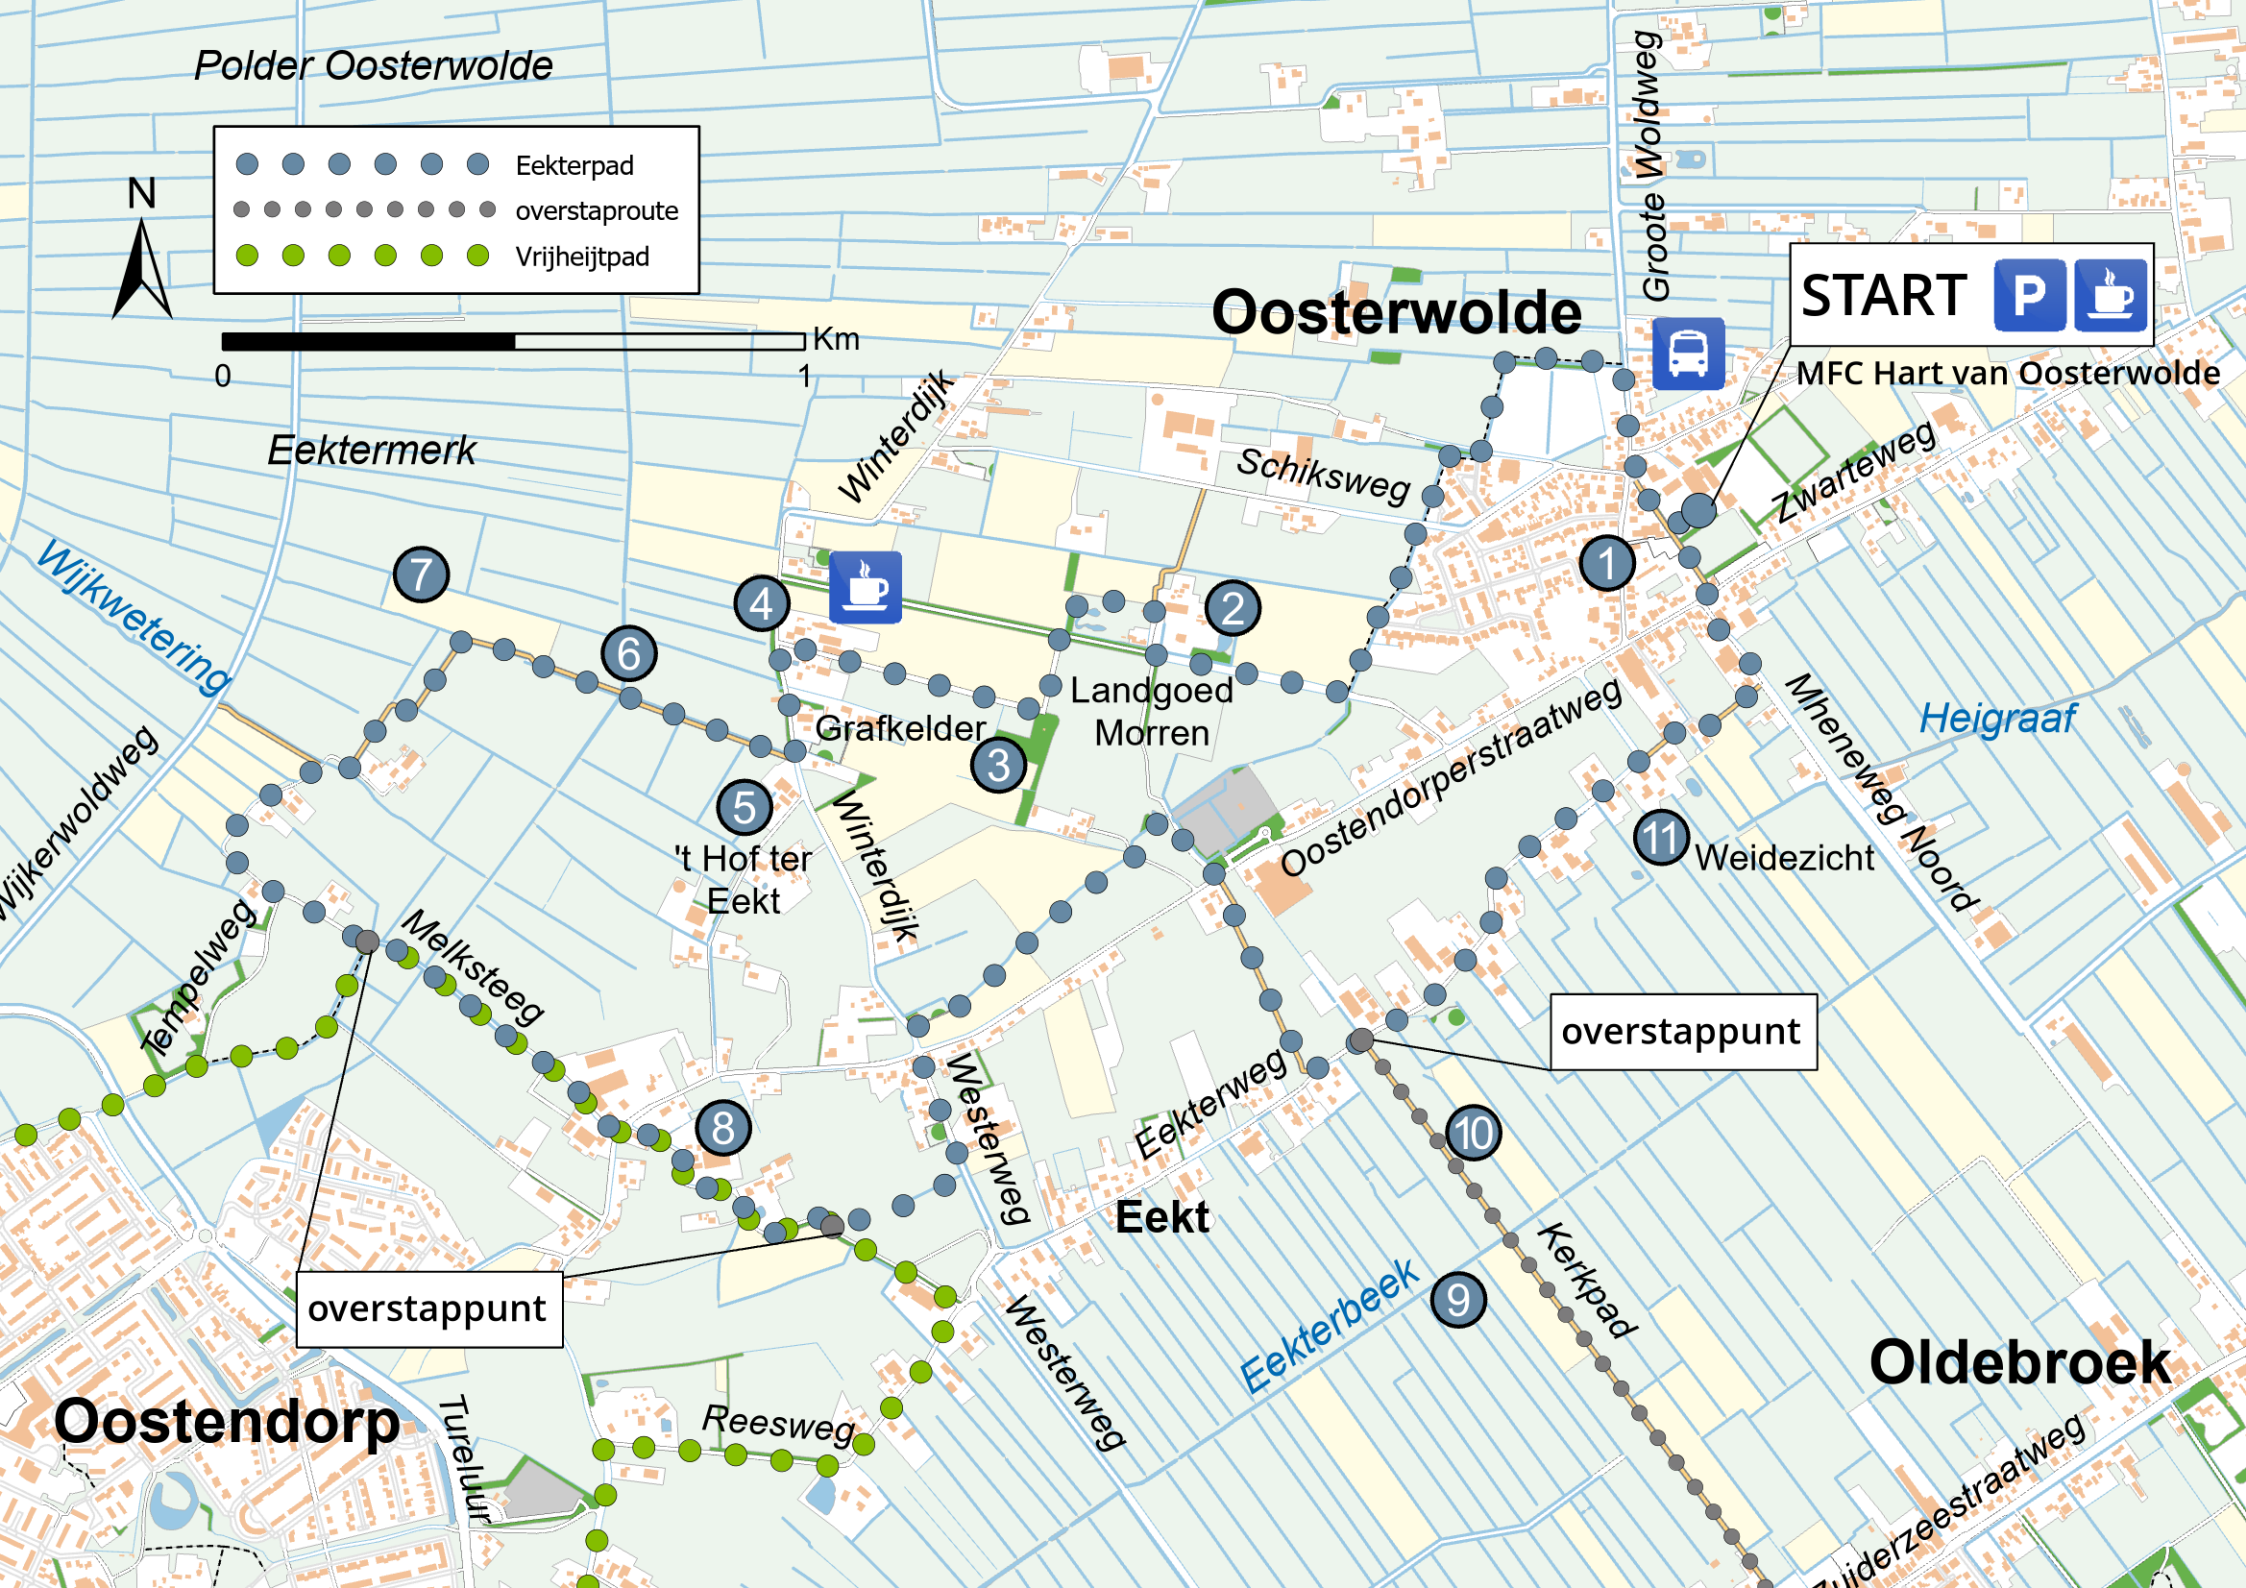 Polder Oosterwolde
Eekterpad
overstaproute
Vrijheijtpad
N
Km
0
1
Groote Woldweg
START P
MFC Hart van Oosterwolde
Oosterwolde
Eektermerk
Winterdijk
Schiksweg
Zwarteweg
Wijkwetering
7
4
6
2
1
Landgoed
Morren
Grafkelder
3
5
't Hof ter
Eekt
Winterdijk
Oostendorperstraatweg
Mheneweg Noord
Heigraaf
11
Weidezicht
Wijkerwoldweg
Tempelweg
Melksteeg
overstappunt
8
Westerweg
Eekterweg
10
Eekt
Kerkpad
9
Eekterbeek
overstappunt
Westerweg
Oldebroek
Oostendorp
Tureluur
Reesweg
Zuiderzeestraatweg